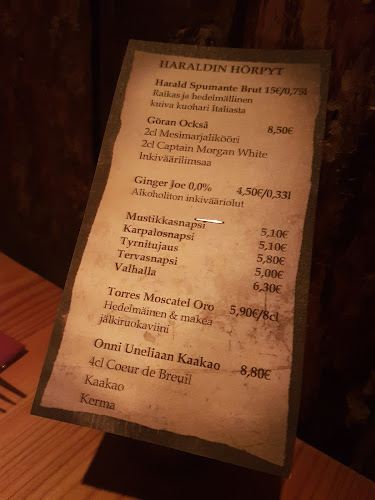 HARALDIN HÖRPYT
Harald Spumante Brut 15€/0,75l
Raikas ja hedelmällinen
kuiva kuohari Italiasta
Göran Också 8,50€
2cl Mesimarjalikööri
2cl Captain Morgan White
Inkiväärilimsaa
Ginger Joe 0,0% 4,50€/0,33l
Alkoholiton inkivääriolut
Mustikkasnapsi 5,10€
Karpalosnapsi 5,10€
Tyrnitujaus 5,80€
Tervasnapsi 5,00€
Valhalla 6,30€
Torres Moscatel Oro 5,90€/8cl
Hedelmäinen & makea
jälkiruokaviini
Onni Uneliaan Kaakao 8,80€
4cl Coeur de Breuil
Kaakao
Kerma